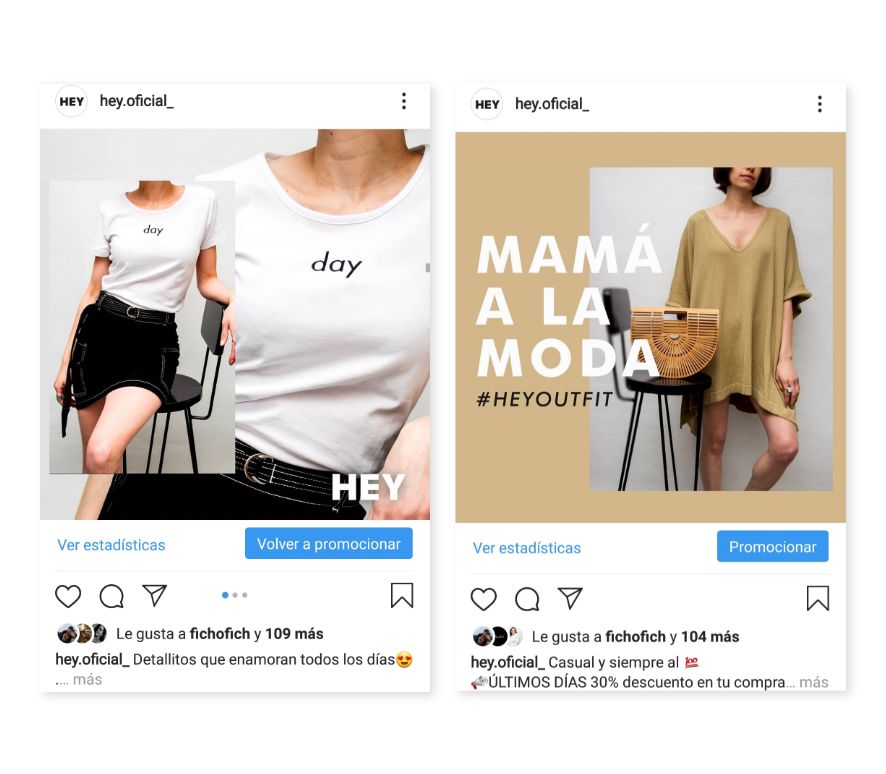 HEY
hey.oficial_
day
day
HEY
Ver estadísticas
Volver a promocionar
Le gusta a fichofich y 109 más
hey.oficial_ Detallitos que enamoran todos los días😍
.... más
HEY
hey.oficial_
MAMÁ
A LA
MODA
#HEYOUTFIT
Ver estadísticas
Promocionar
Le gusta a fichofich y 104 más
hey.oficial_ Casual y siempre al 💯
📣ÚLTIMOS DÍAS 30% descuento en tu compra... más